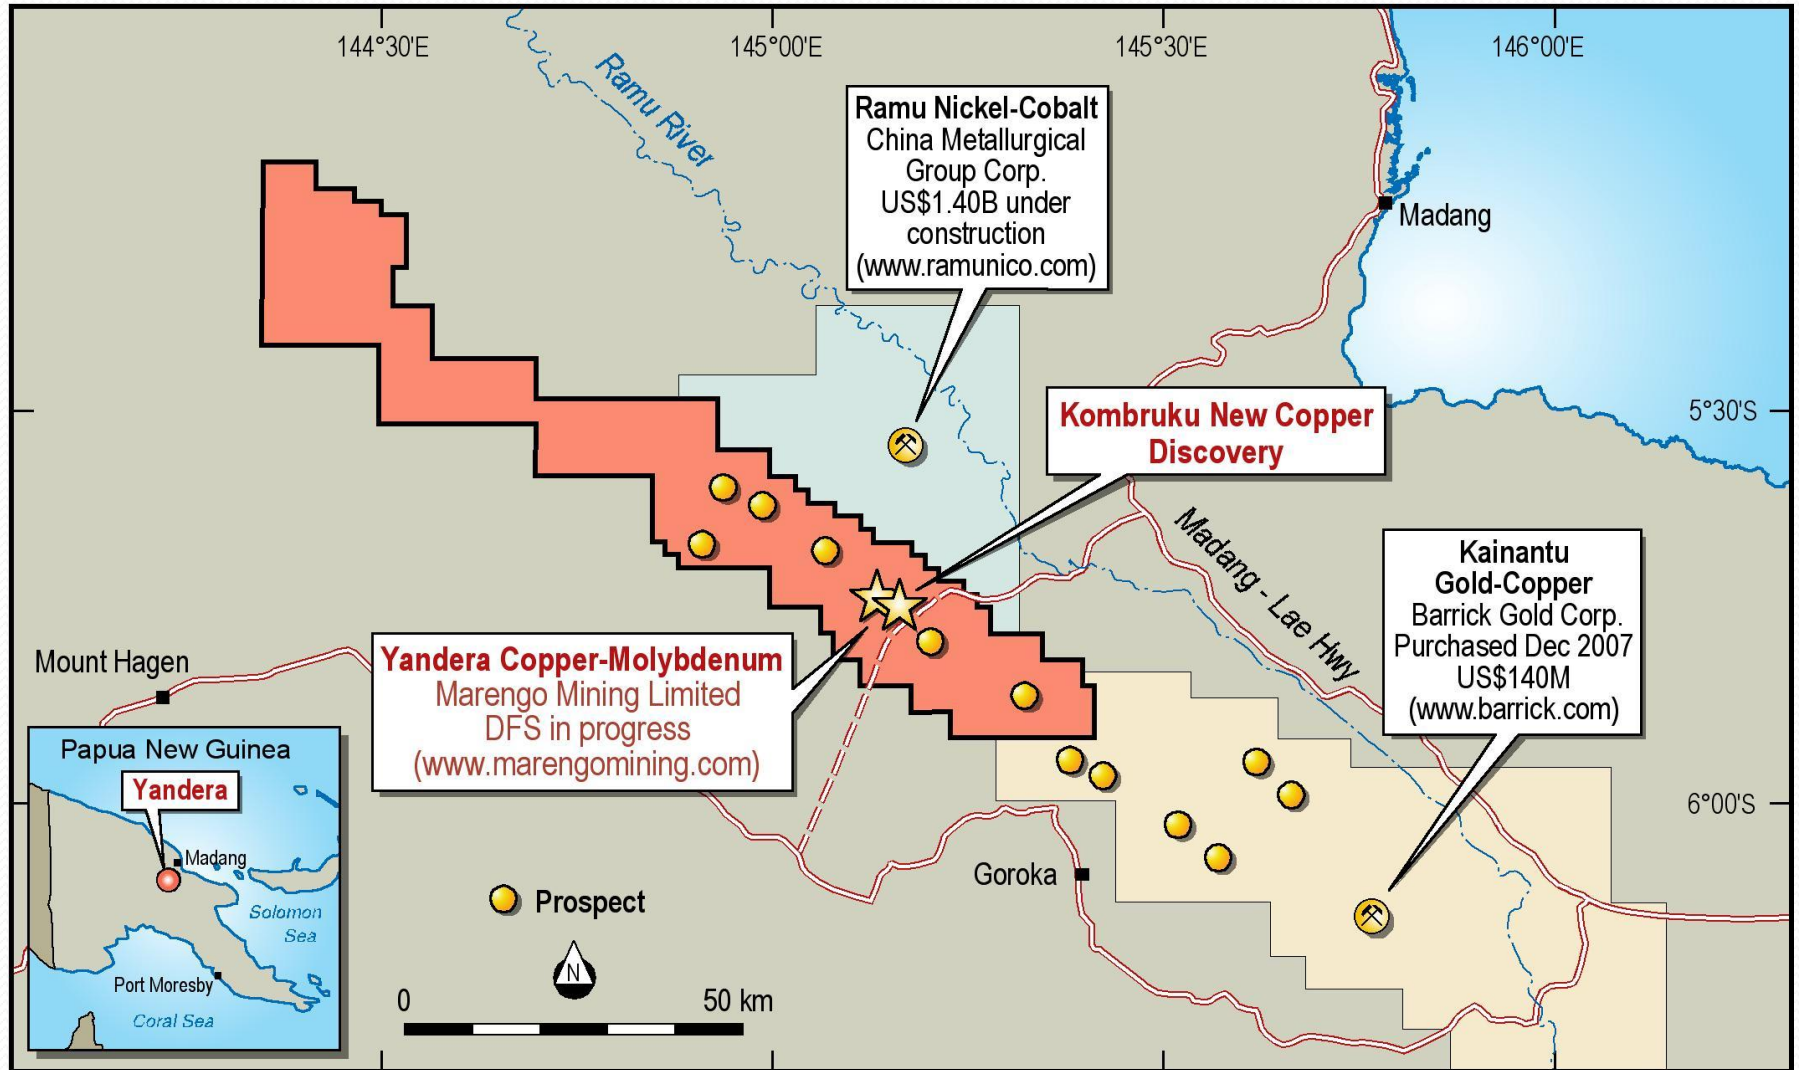 144°30'E
145°00'E
145°30'E
146°00'E
Ramu River
Ramu Nickel-Cobalt
China Metallurgical
Group Corp.
US$1.40B under
construction
(www.ramunico.com)
Madang
5°30'S
Kombruku New Copper
Discovery
Madang - Lae Hwy
Kainantu
Gold-Copper
Barrick Gold Corp.
Purchased Dec 2007
US$140M
(www.barrick.com)
Mount Hagen
Yandera Copper-Molybdenum
Marengo Mining Limited
DFS in progress
(www.marengomining.com)
6°00'S
Goroka
Papua New Guinea
Yandera
Madang
Solomon
Sea
Port Moresby
Coral Sea
Prospect
N
0
50 km